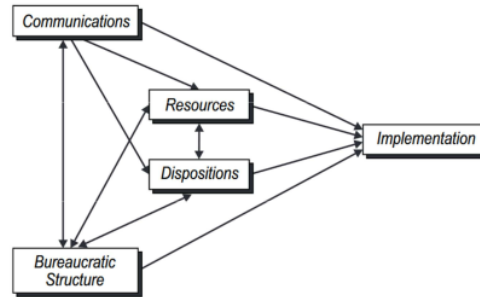 Communications
Resources
Implementation
Dispositions
Bureaucratic
Structure